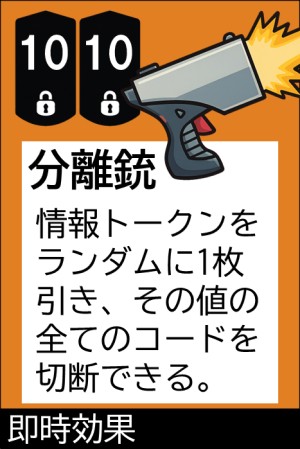 10 10
分離銃
情報トークンを
ランダムに1枚
引き、その値の
全てのコードを
切断できる。
即時効果